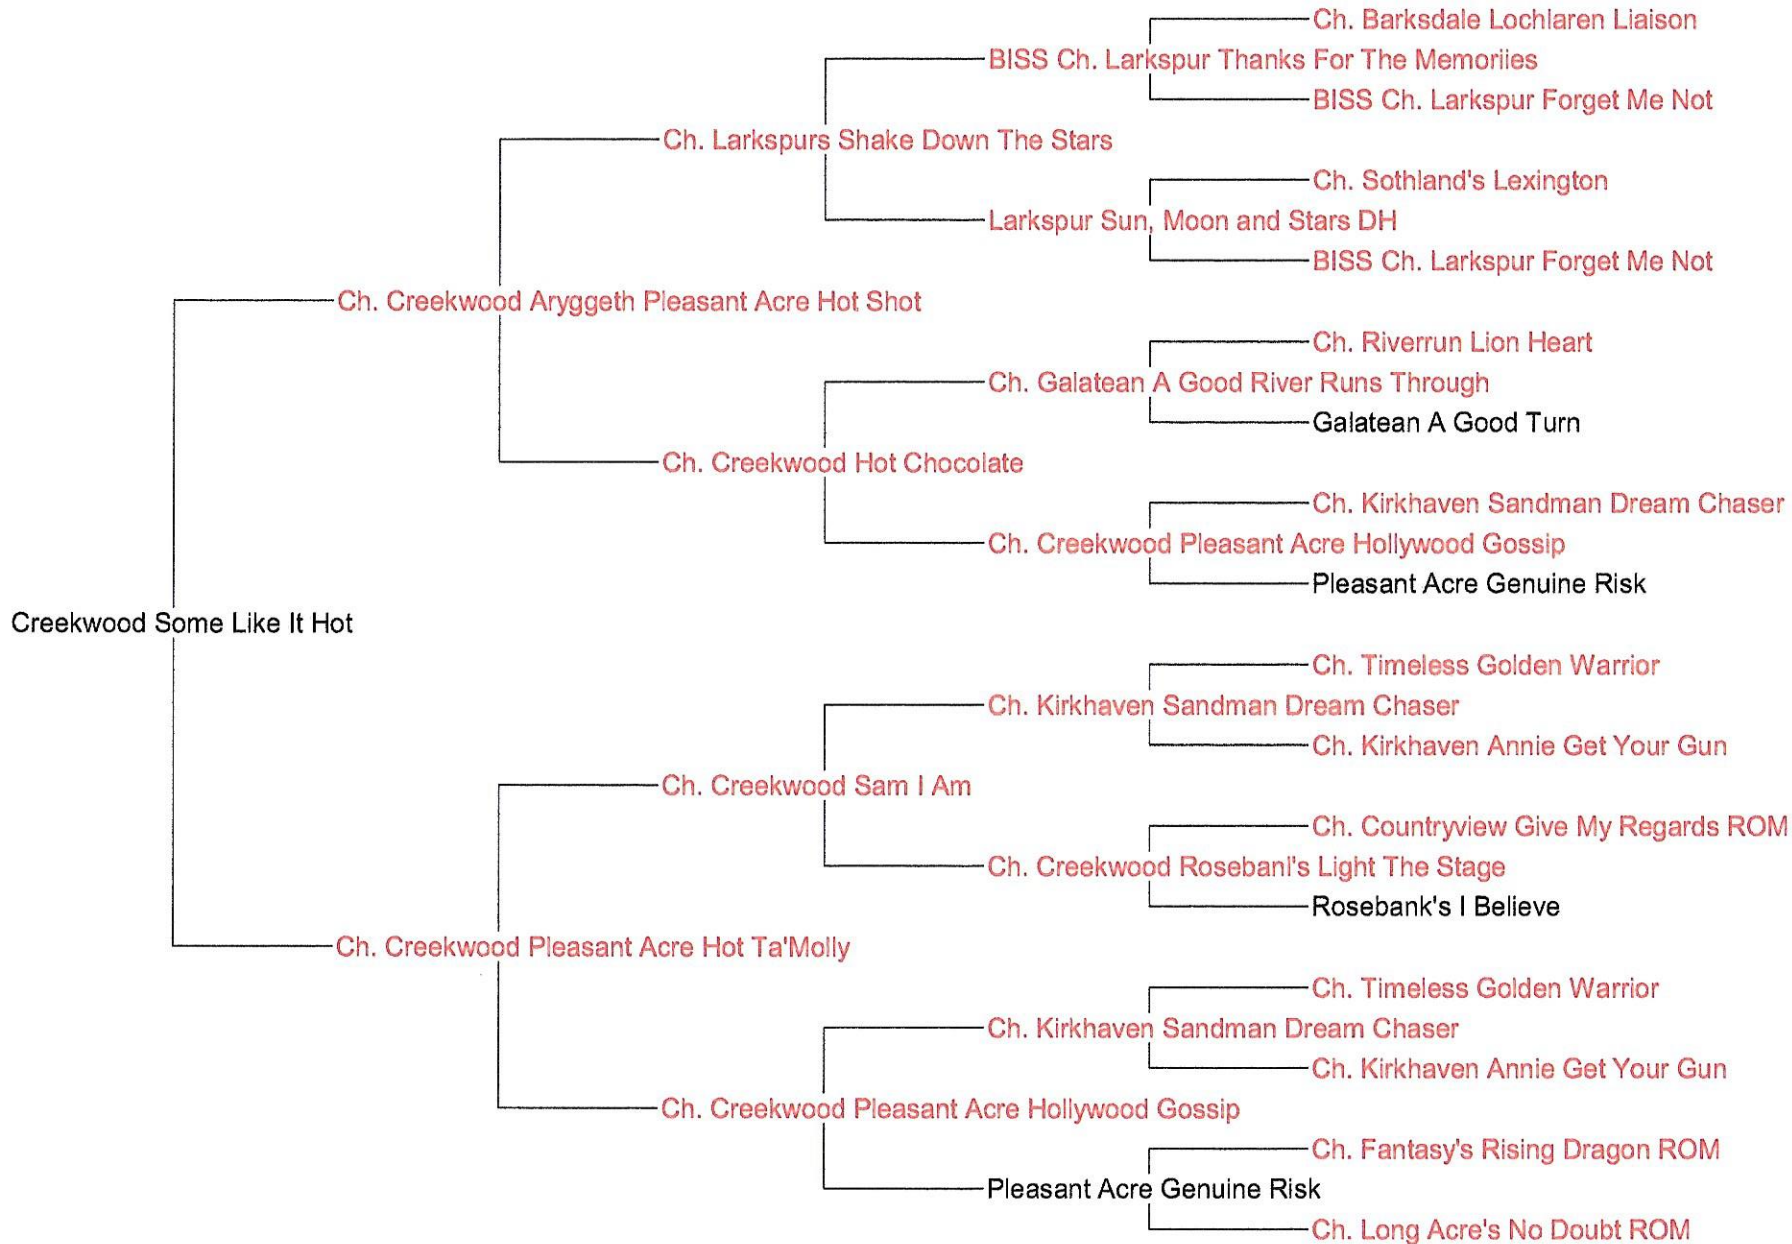 Ch. Barksdale Lochlaren Liaison
BISS Ch. Larkspur Thanks For The Memoriies
BISS Ch. Larkspur Forget Me Not
Ch. Larkspurs Shake Down The Stars
Ch. Sothland's Lexington
Larkspur Sun, Moon and Stars DH
BISS Ch. Larkspur Forget Me Not
Ch. Creekwood Aryggeth Pleasant Acre Hot Shot
Ch. Riverrun Lion Heart
Ch. Galatean A Good River Runs Through
Galatean A Good Turn
Ch. Creekwood Hot Chocolate
Ch. Kirkhaven Sandman Dream Chaser
Ch. Creekwood Pleasant Acre Hollywood Gossip
Pleasant Acre Genuine Risk
Creekwood Some Like It Hot
Ch. Timeless Golden Warrior
Ch. Kirkhaven Sandman Dream Chaser
Ch. Kirkhaven Annie Get Your Gun
Ch. Creekwood Sam I Am
Ch. Countryview Give My Regards ROM
Ch. Creekwood Rosebanl's Light The Stage
Rosebank's I Believe
Ch. Creekwood Pleasant Acre Hot Ta'Molly
Ch. Timeless Golden Warrior
Ch. Kirkhaven Sandman Dream Chaser
Ch. Kirkhaven Annie Get Your Gun
Ch. Creekwood Pleasant Acre Hollywood Gossip
Ch. Fantasy's Rising Dragon ROM
Pleasant Acre Genuine Risk
Ch. Long Acre's No Doubt ROM